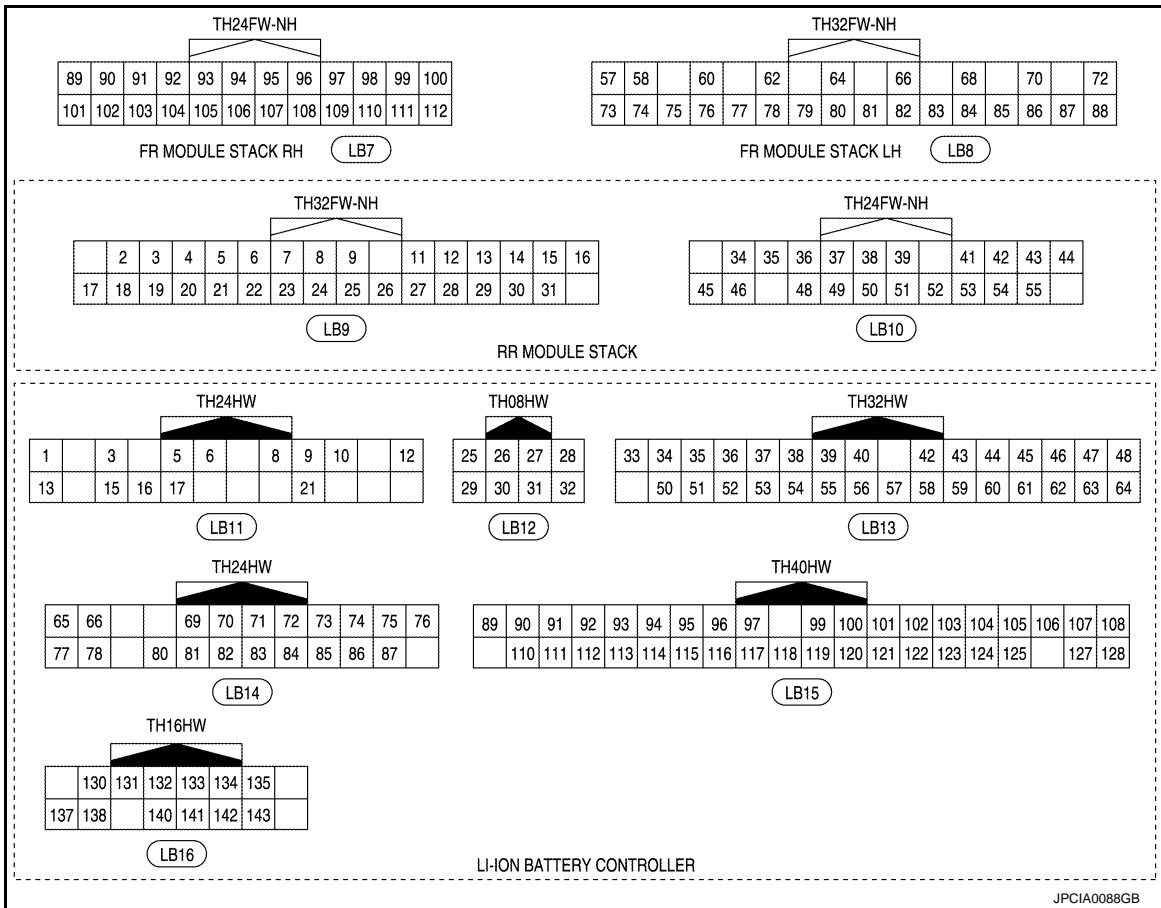 TH24FW-NH TH32FW-NH
89 90 91 92 93 94 95 96 97 98 99 100 57 58 60 62 64 66 68 70 72
101 102 103 104 105 106 107 108 109 110 111 112 73 74 75 76 77 78 79 80 81 82 83 84 85 86 87 88
FR MODULE STACK RH LB7 FR MODULE STACK LH LB8
TH32FW-NH TH24FW-NH
2 3 4 5 6 7 8 9 11 12 13 14 15 16 34 35 36 37 38 39 41 42 43 44
17 18 19 20 21 22 23 24 25 26 27 28 29 30 31 45 46 48 49 50 51 52 53 54 55
LB9 LB10
RR MODULE STACK
TH24HW TH08HW TH32HW
1 3 5 6 8 9 10 12 25 26 27 28 33 34 35 36 37 38 39 40 42 43 44 45 46 47 48
13 15 16 17 21 29 30 31 32 50 51 52 53 54 55 56 57 58 59 60 61 62 63 64
LB11 LB12 LB13
TH24HW TH40HW
65 66 69 70 71 72 73 74 75 76 89 90 91 92 93 94 95 96 97 99 100 101 102 103 104 105 106 107 108
77 78 80 81 82 83 84 85 86 87 110 111 112 113 114 115 116 117 118 119 120 121 122 123 124 125 127 128
LB14 LB15
TH16HW
130 131 132 133 134 135
137 138 140 141 142 143
LB16
LI-ION BATTERY CONTROLLER
JPCIA0088GB